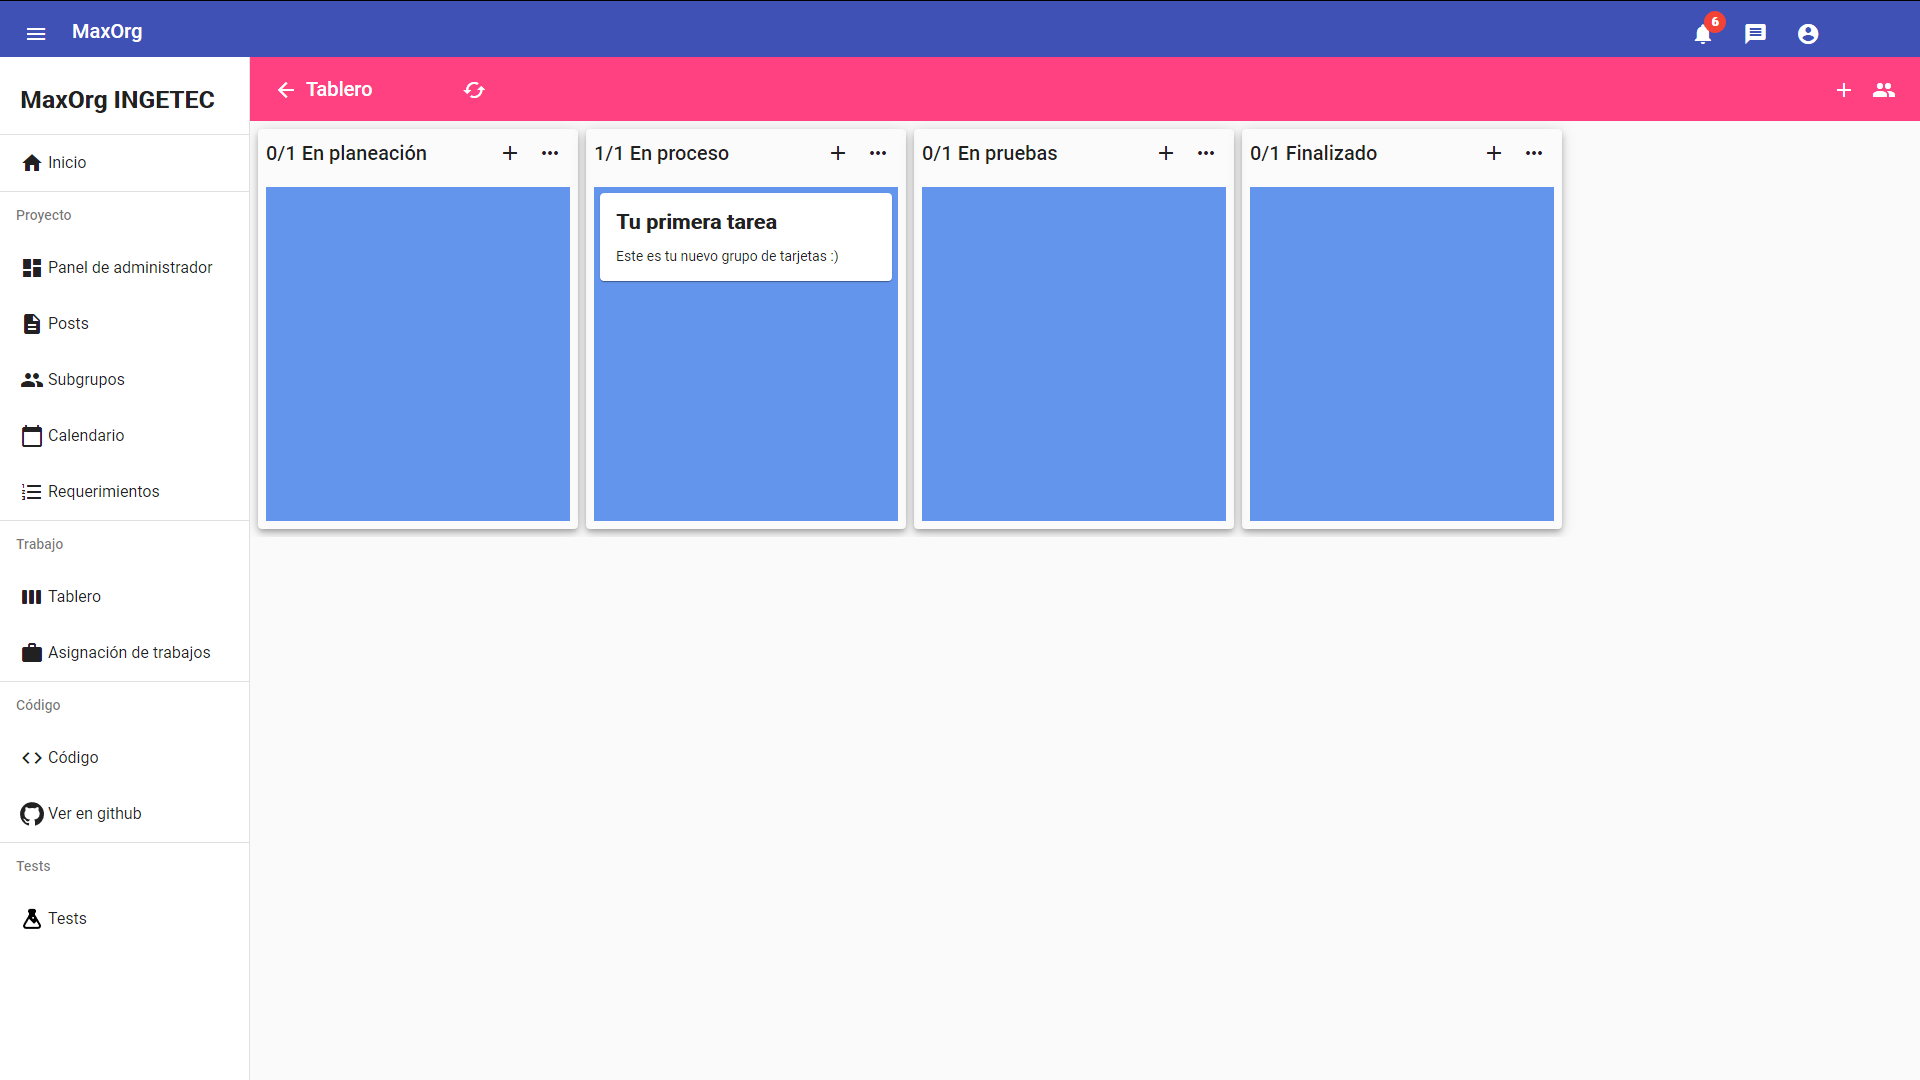 MaxOrg
6
MaxOrg INGETEC
Tablero
Inicio
Proyecto
Panel de administrador
Posts
Subgrupos
Calendario
Requerimientos
Trabajo
Tablero
Asignación de trabajos
Código
Código
Ver en github
Tests
Tests
0/1 En planeación
1/1 En proceso
Tu primera tarea
Este es tu nuevo grupo de tarjetas :)
0/1 En pruebas
0/1 Finalizado